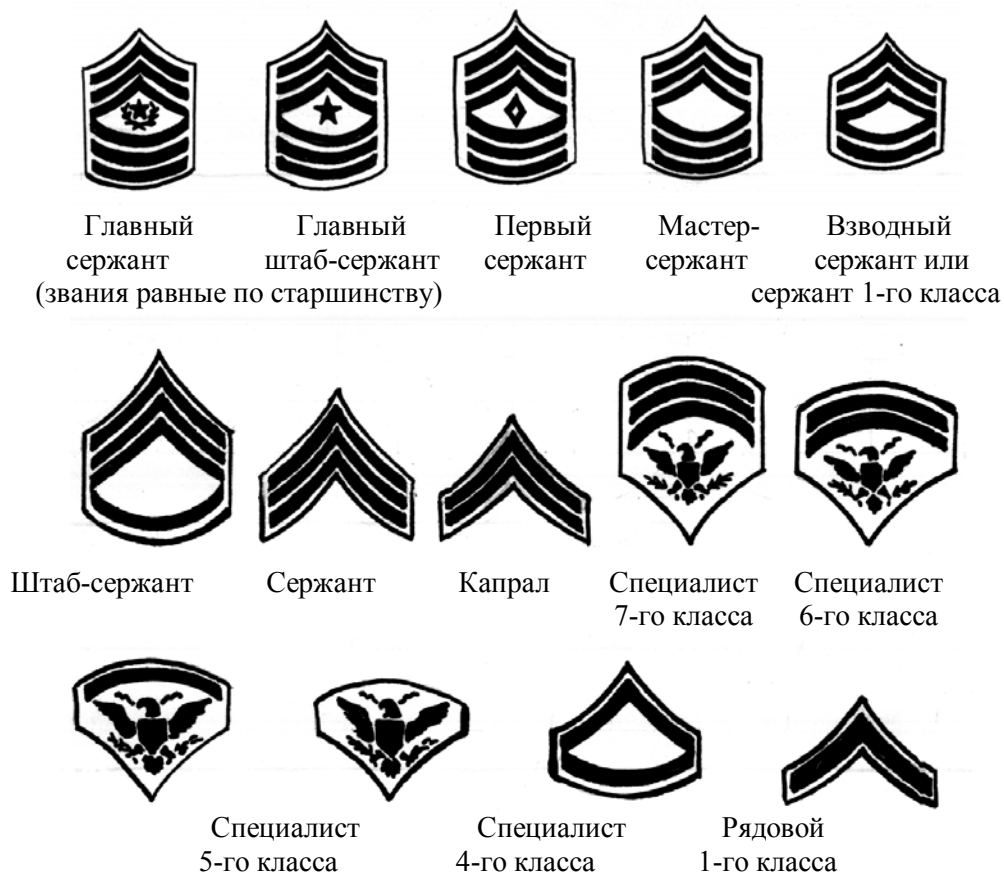 Главный Главный Первый Мастер- Взводный
сержант штаб-сержант сержант сержант сержант или
(звания равные по старшинству) сержант 1-го класса
Штаб-сержант Сержант Капрал Специалист Специалист
7-го класса 6-го класса
Специалист Специалист Рядовой
5-го класса 4-го класса 1-го класса